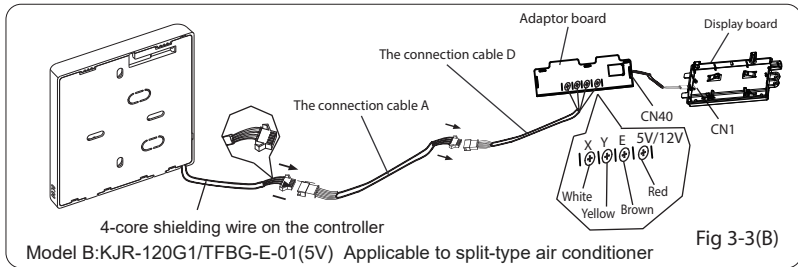 Adaptor board
Display board
The connection cable D
The connection cable A
CN40
CN1
X Y E 5V/12V
White
Yellow
Brown
Red
4-core shielding wire on the controller
Fig 3-3(B)
Model B:KJR-120G1/TFBG-E-01(5V) Applicable to split-type air conditioner